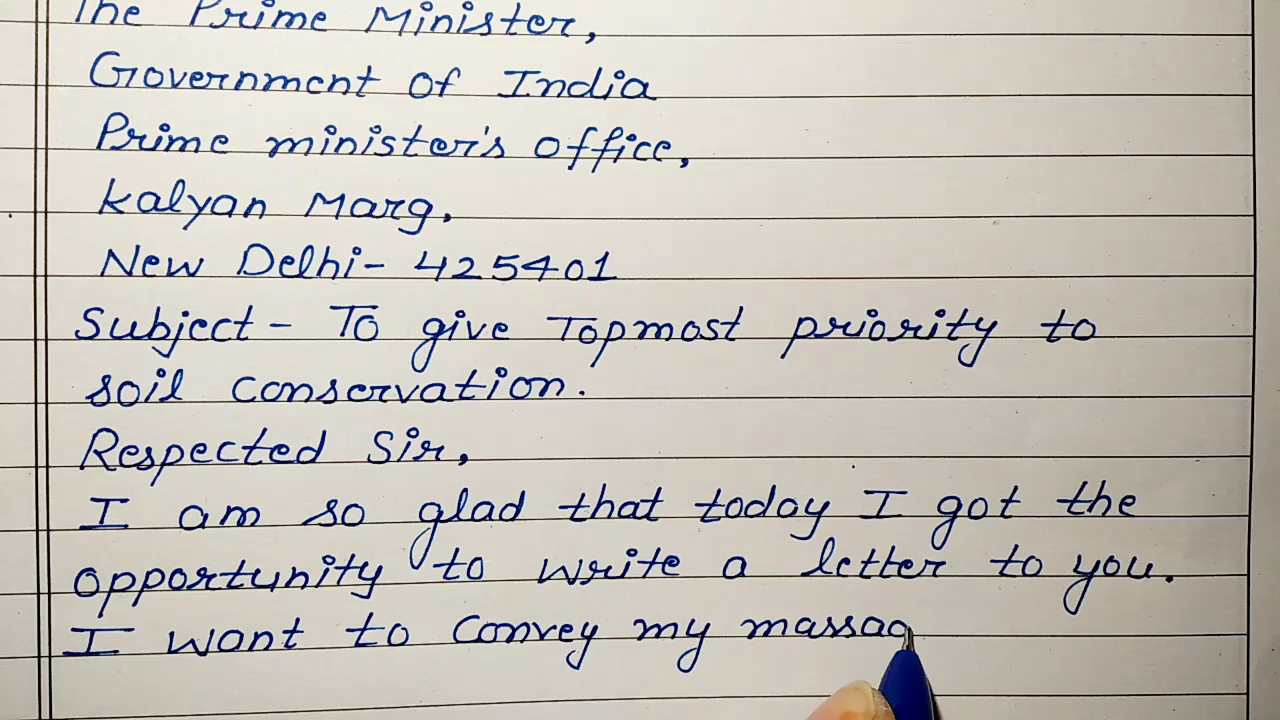 The Prime Minister,
Government of India
Prime minister's office,
Kalyan Marg.
New Delhi- 425401
Subject- To give Topmost priority to
soil conservation.
Respected Sir,
I am so glad that today I got the
opportunity to write a letter to you.
I want to convey my massag